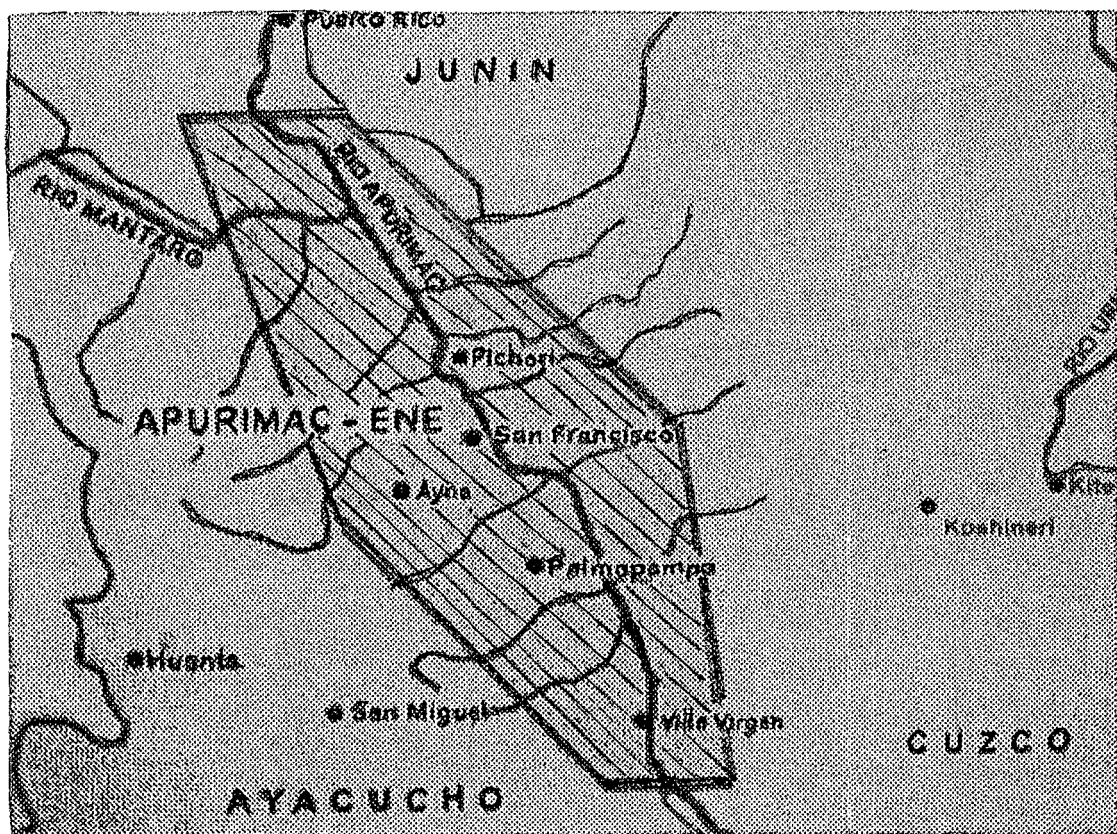 PUERTO RICO
JUNIN
RIO APURIMAC
RIO MANTARO
Pichari
APURIMAC - ENE
San Francisco
Ayna
Kite
Koshineri
Palmapampa
Huanta
San Miguel
Villa Virgen
CUZCO
AYACUCHO